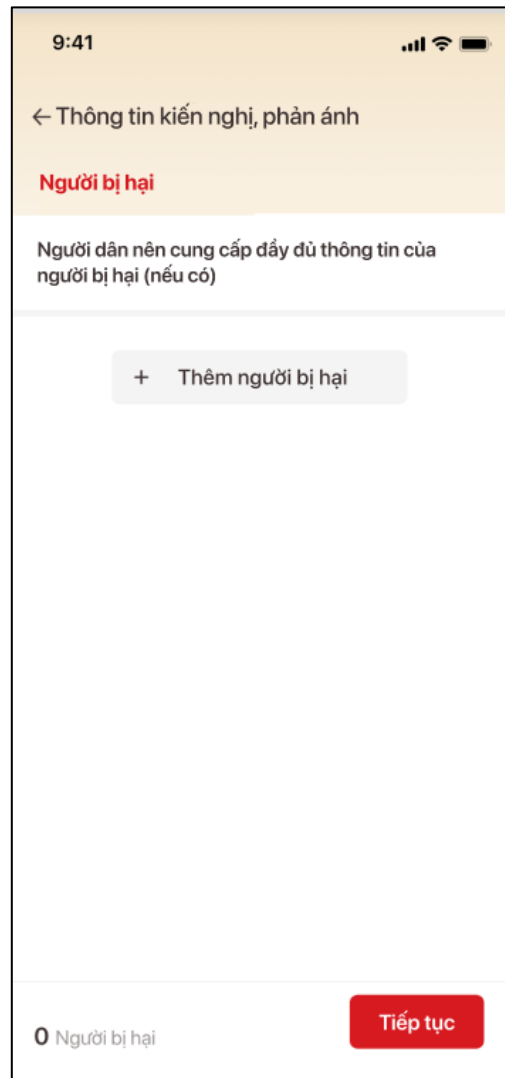 9:41
Thông tin kiến nghị, phản ánh
Người bị hại
Người dân nên cung cấp đầy đủ thông tin của
người bị hại (nếu có)
+ Thêm người bị hại
0 Người bị hại
Tiếp tục